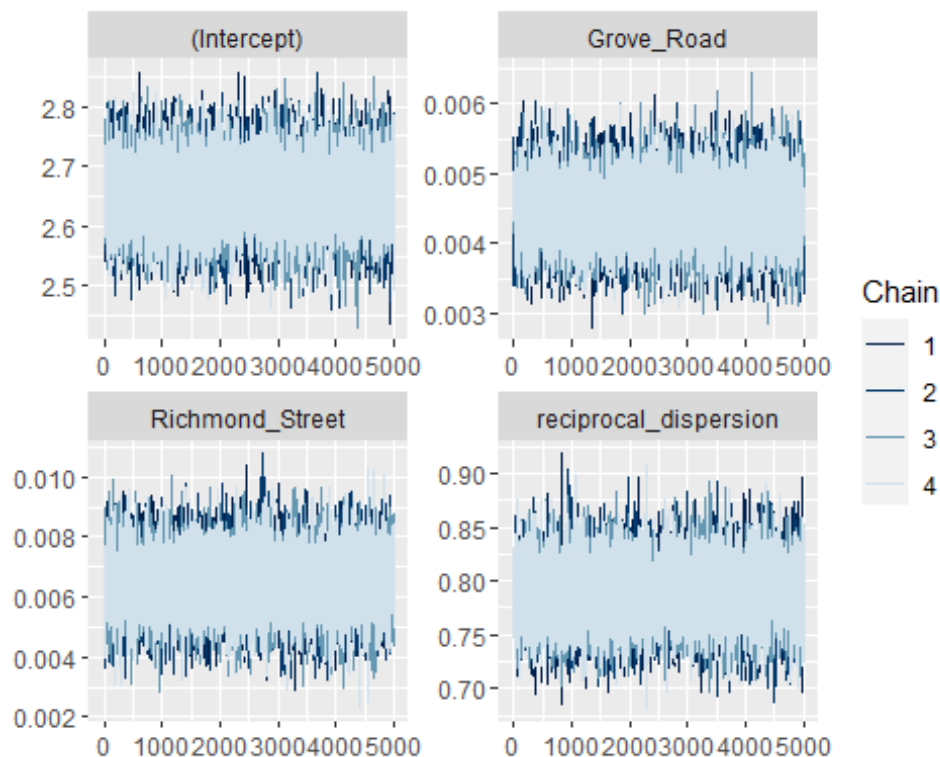 (Intercept)
Grove_Road
2.8
2.7
2.6
2.5
0.006
0.005
0.004
0.003
0 1000 2000 3000 4000 5000
0 1000 2000 3000 4000 5000
Richmond_Street
reciprocal_dispersion
0.010
0.008
0.006
0.004
0.002
0.90
0.85
0.80
0.75
0.70
0 1000 2000 3000 4000 5000
0 1000 2000 3000 4000 5000
Chain
1
2
3
4